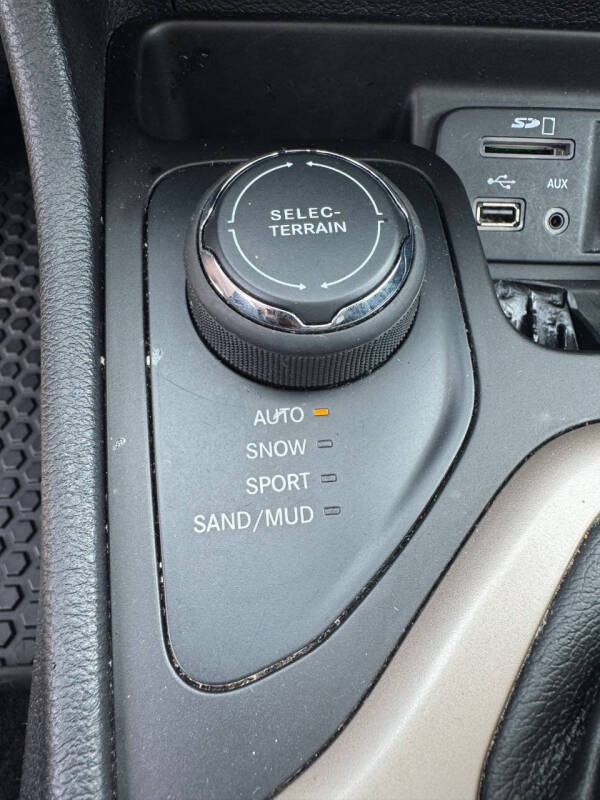 SD
AUX
SELEC-
TERRAIN
AUTO
SNOW
SPORT
SAND/MUD